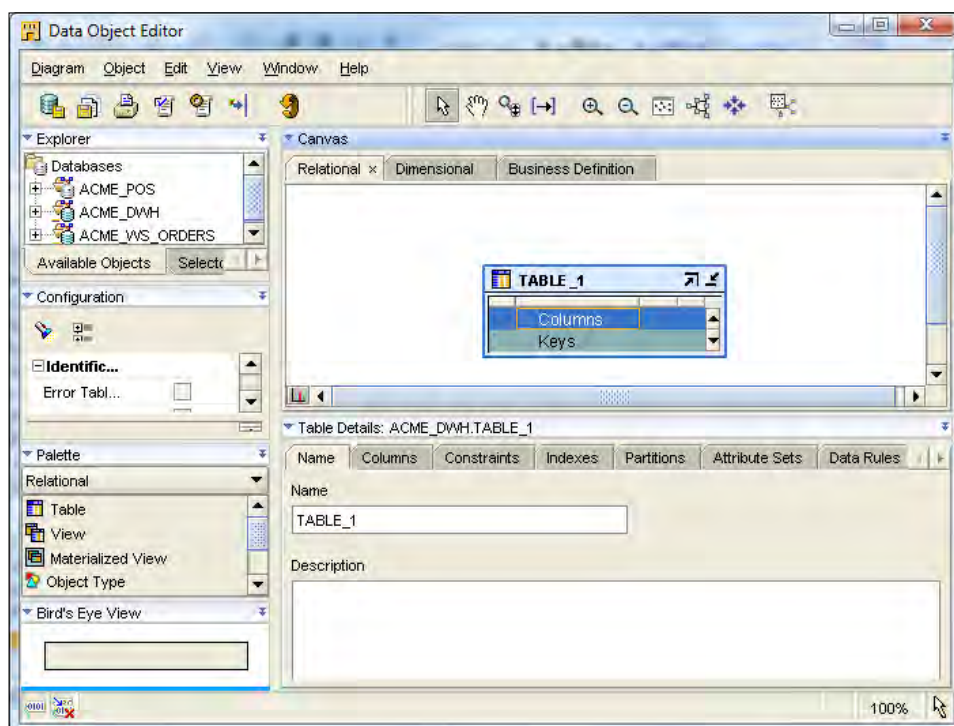 Data Object Editor
Diagram Object Edit View Window Help
Explorer
Databases
ACME_POS
ACME_DWH
ACME_WS_ORDERS
Available Objects
Configuration
Identific...
Error Tabl...
Palette
Relational
Table
View
Materialized View
Object Type
Bird's Eye View
Canvas
Relational Dimensional Business Definition
TABLE_1
Columns
Keys
Table Details: ACME_DWH.TABLE_1
Name Columns Constraints Indexes Partitions Attribute Sets Data Rules
Name
TABLE_1
Description
100%